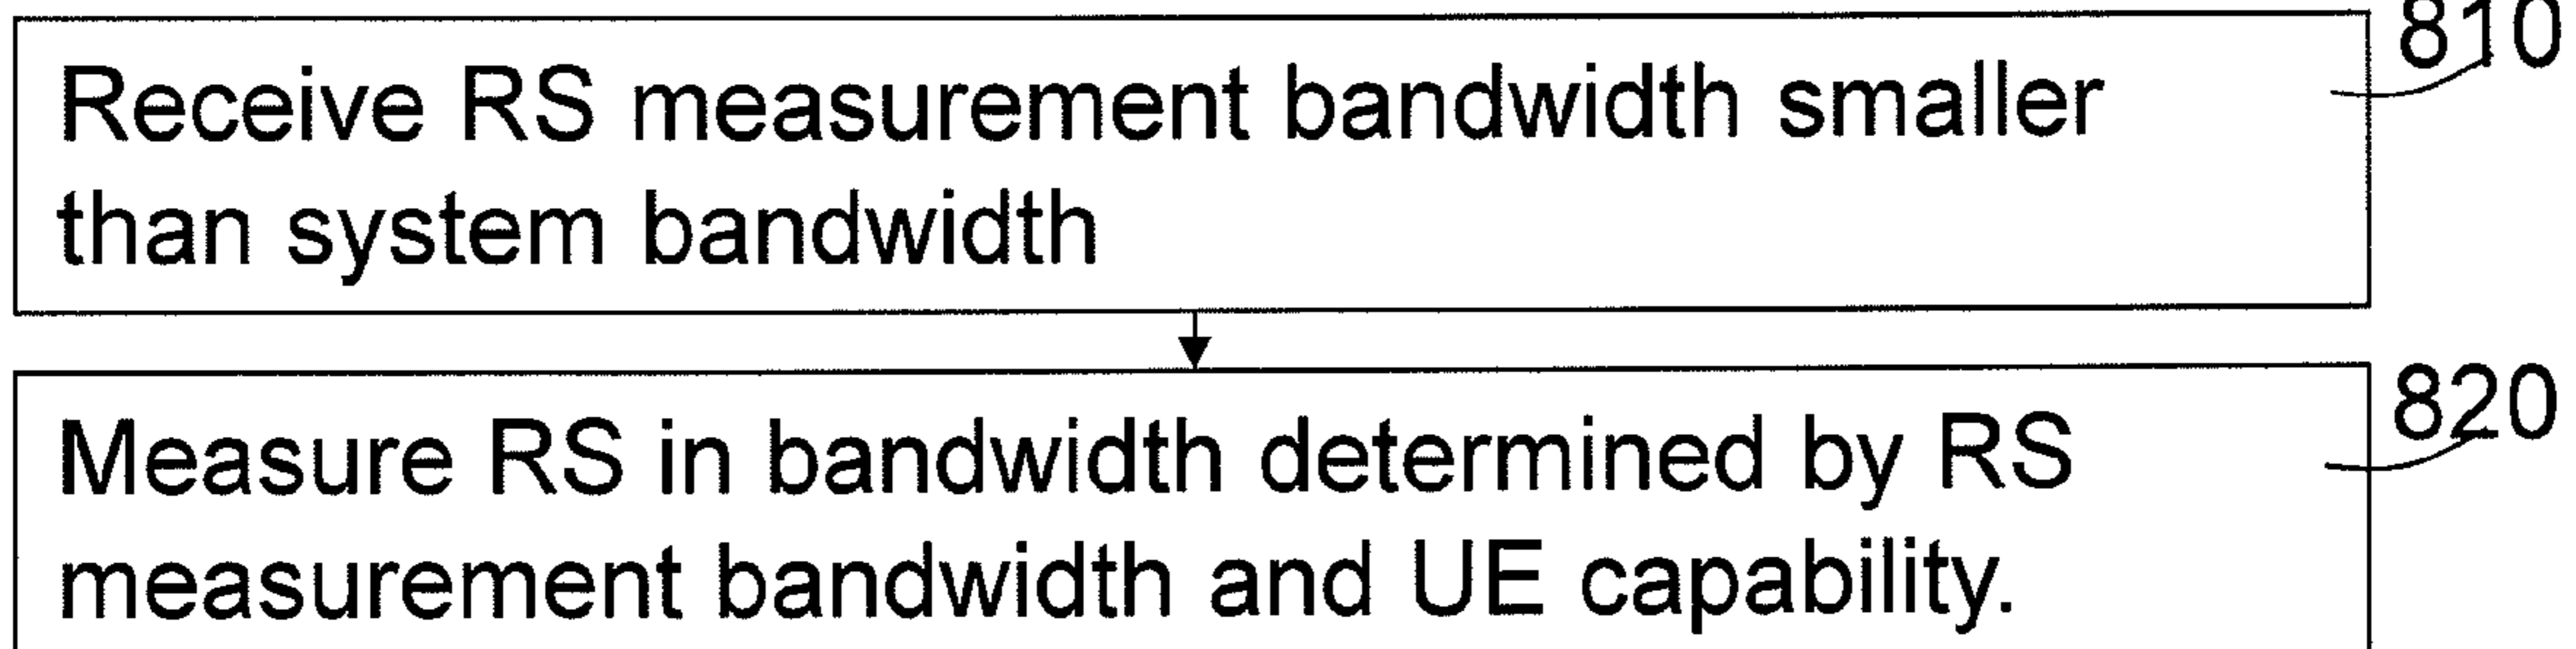 810
Receive RS measurement bandwidth smaller
than system bandwidth
820
Measure RS in bandwidth determined by RS
measurement bandwidth and UE capability.